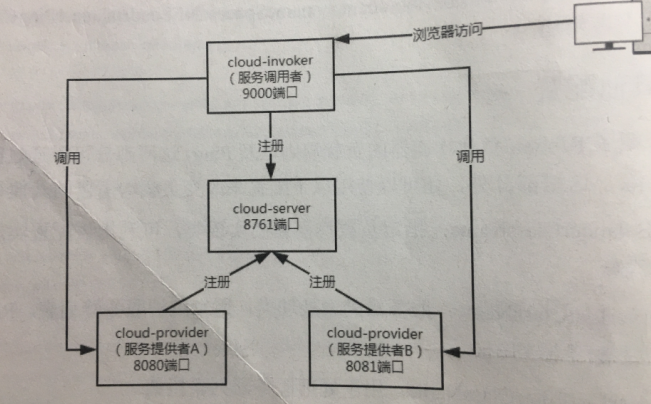 浏览器访问
cloud-invoker
（服务调用者）
9000端口
调用
注册
调用
cloud-server
8761端口
注册
注册
cloud-provider
（服务提供者A）
8080端口
cloud-provider
（服务提供者B）
8081端口